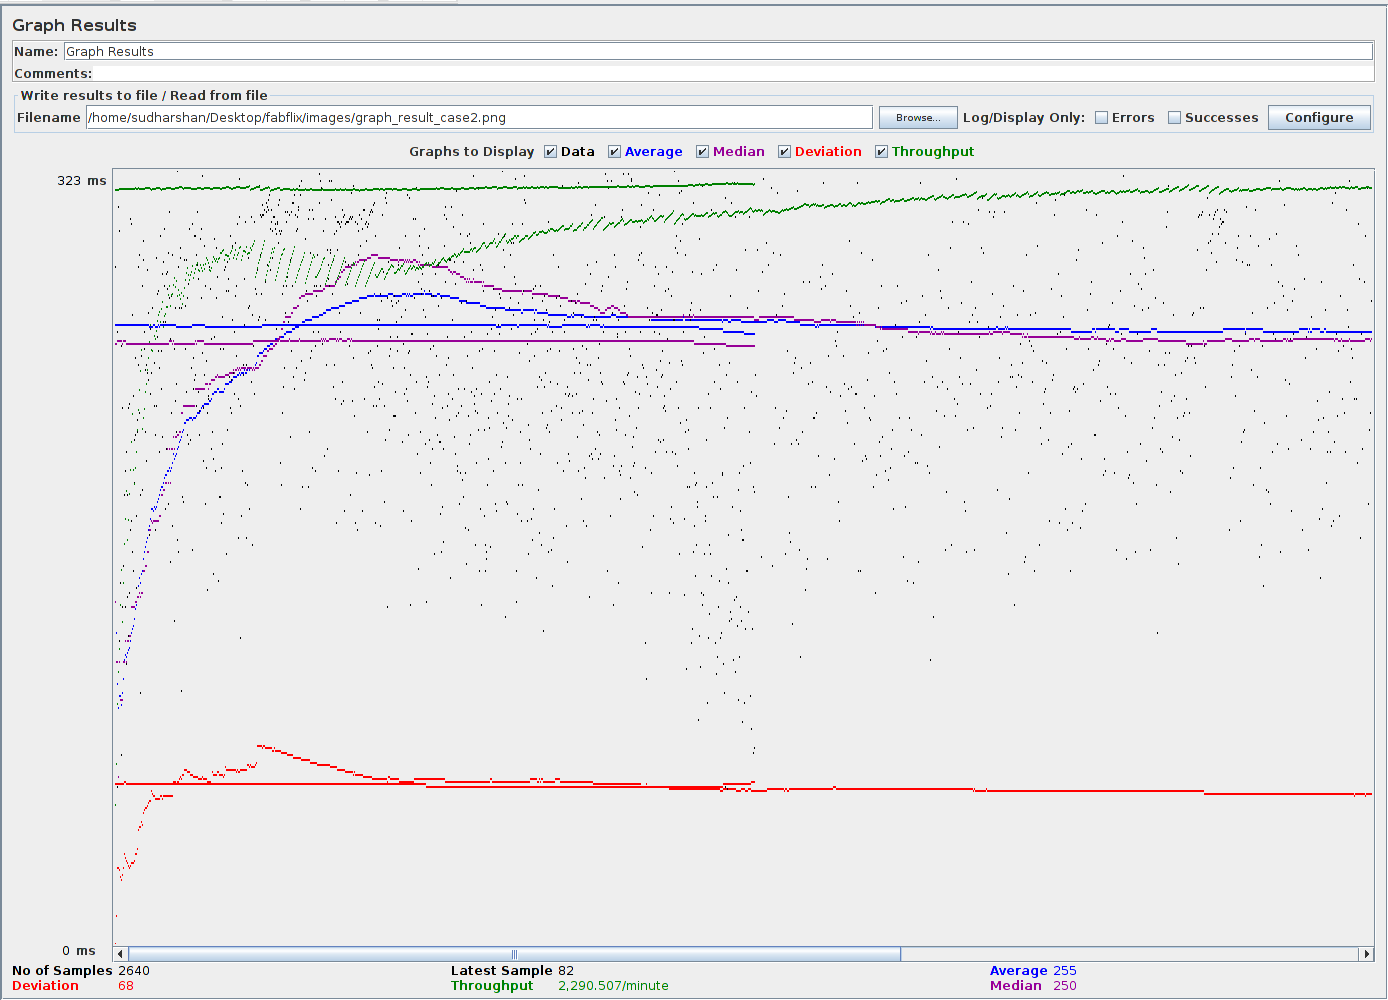 Graph Results
Name: Graph Results
Comments:
Write results to file / Read from file
Filename /home/sudharshan/Desktop/fabflix/images/graph_result_case2.png Browse... Log/Display Only: Errors Successes Configure
Graphs to Display Data Average Median Deviation Throughput
323 ms
0 ms
No of Samples 2640 Latest Sample 82 Average 255
Deviation 68 Throughput 2,290.507/minute Median 250